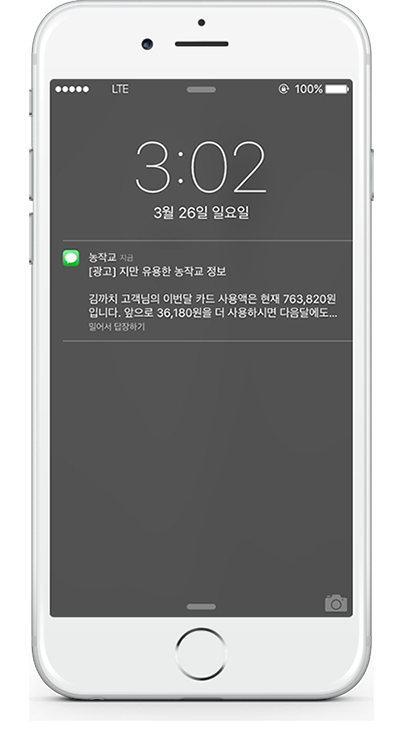 LTE
100%
3:02
3월 26일 일요일
농작교 지금
[광고] 지만 유용한 농작교 정보
김까치 고객님의 이번달 카드 사용액은 현재 763,820원
입니다. 앞으로 36,180원을 더 사용하시면 다음달에도...
밀어서 답장하기